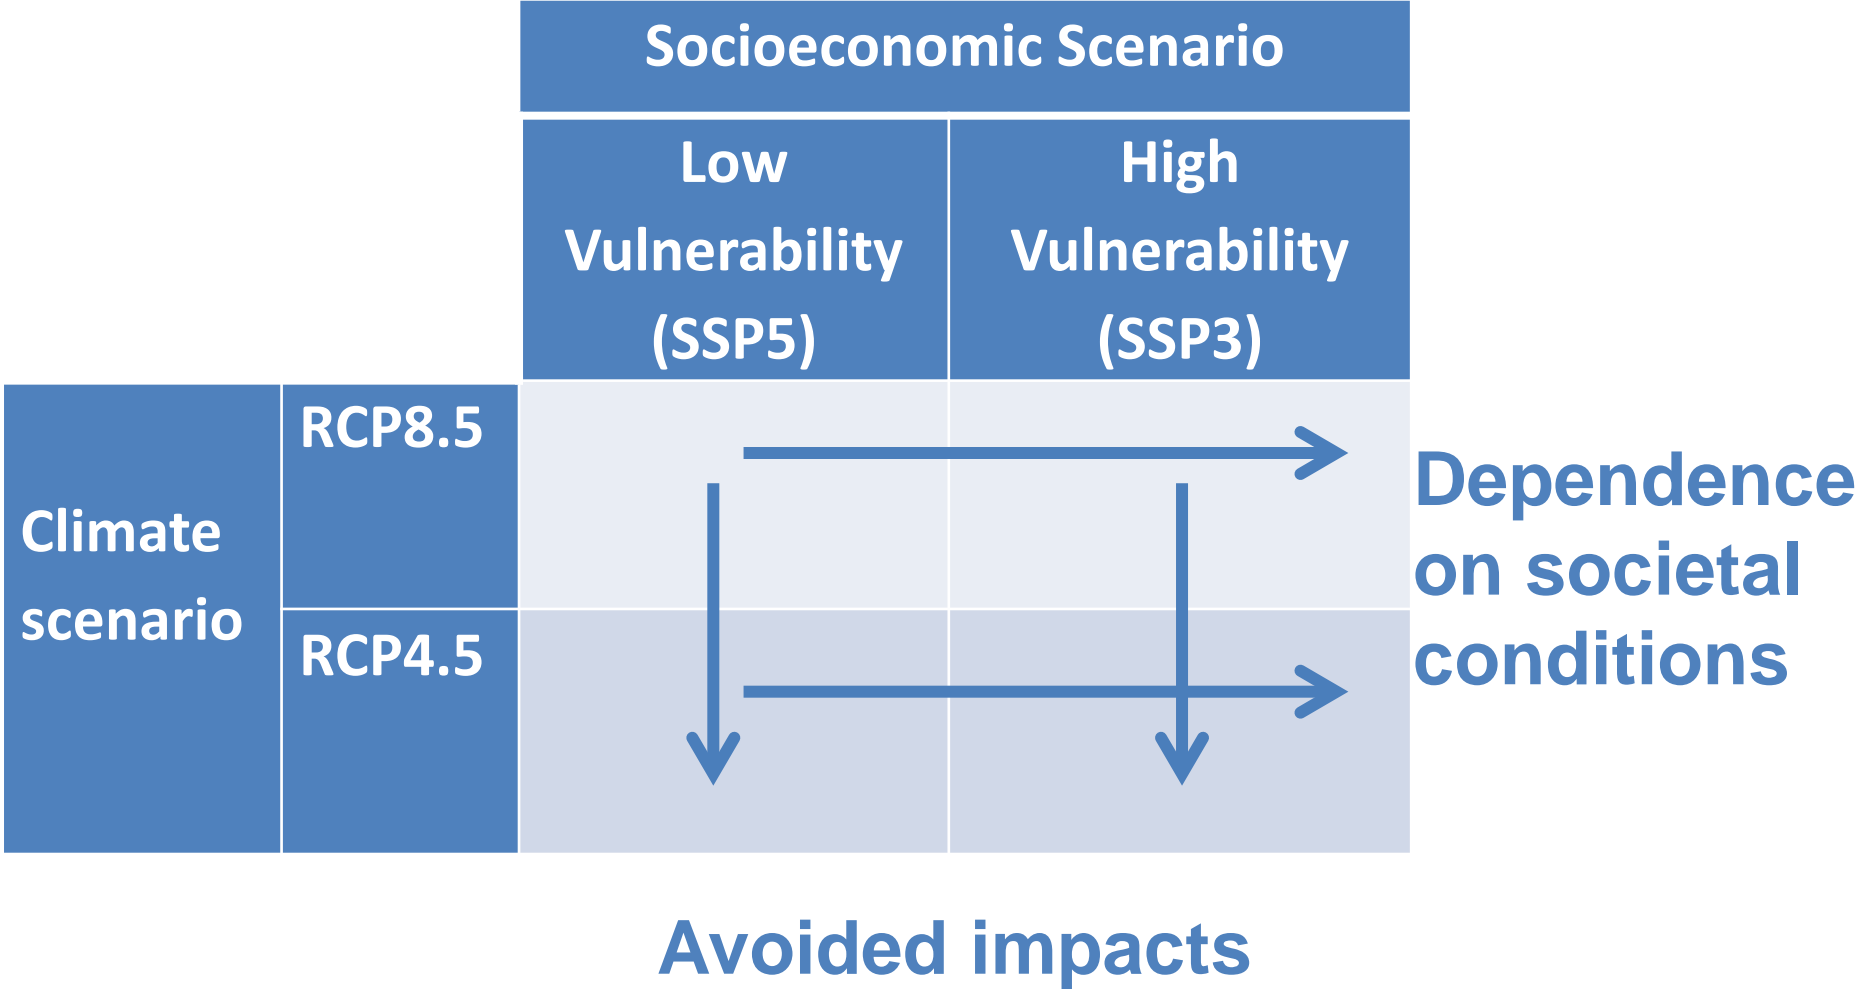 Socioeconomic Scenario
Low
Vulnerability
(SSP5)
High
Vulnerability
(SSP3)
Climate
scenario
RCP8.5
RCP4.5
Dependence
on societal
conditions
Avoided impacts